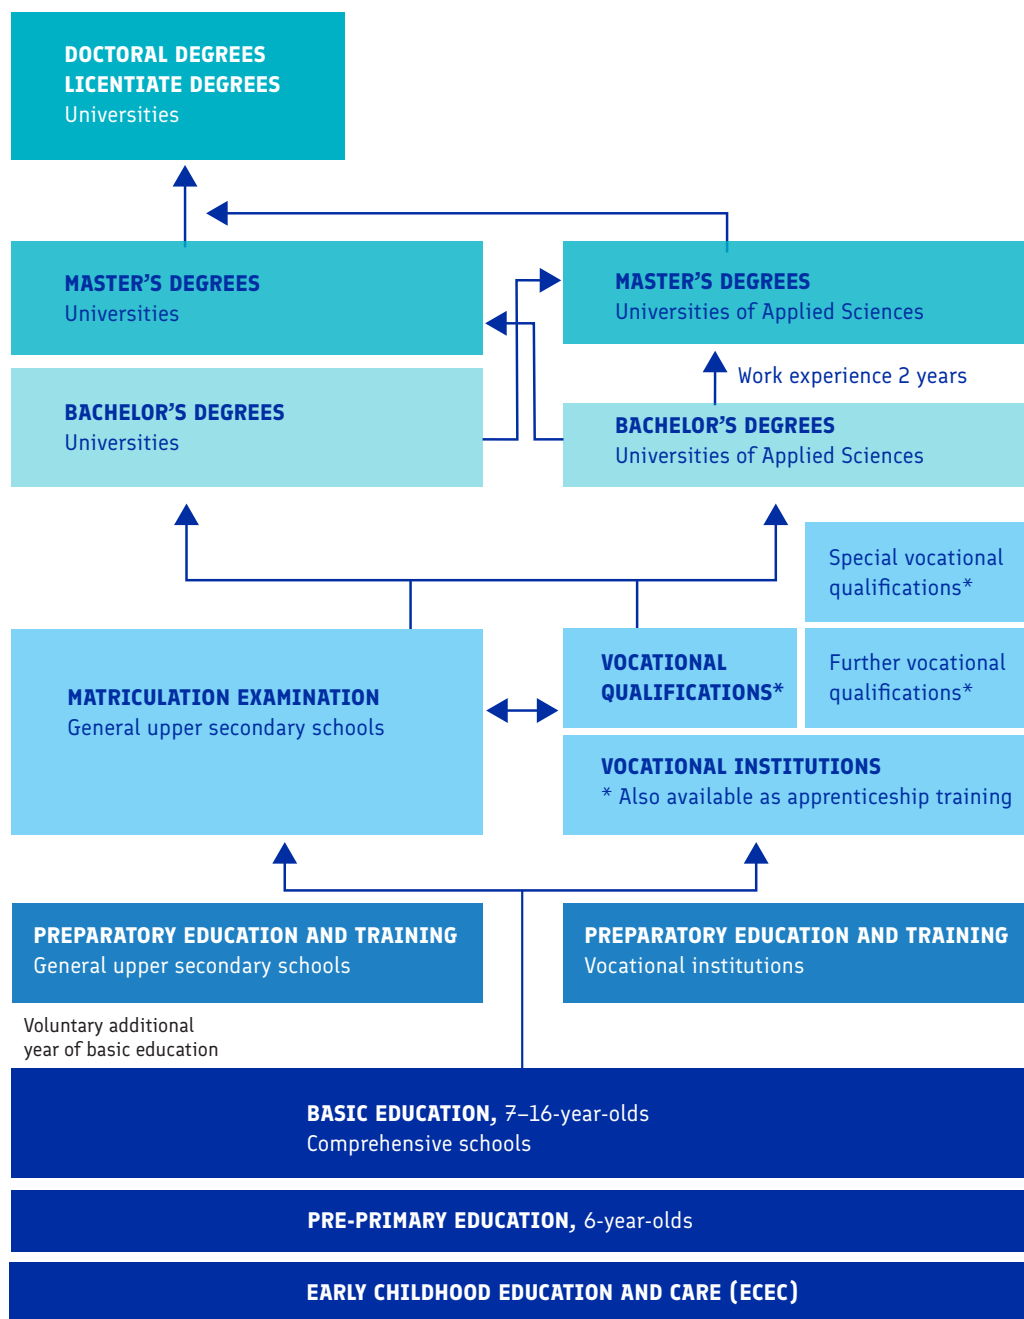 DOCTORAL DEGREES
LICENTIATE DEGREES
Universities
MASTER'S DEGREES
Universities
MASTER'S DEGREES
Universities of Applied Sciences
Work experience 2 years
BACHELOR'S DEGREES
Universities
BACHELOR'S DEGREES
Universities of Applied Sciences
Special vocational
qualifications*
MATRICULATION EXAMINATION
General upper secondary schools
VOCATIONAL
QUALIFICATIONS*
Further vocational
qualifications*
VOCATIONAL INSTITUTIONS
* Also available as apprenticeship training
PREPARATORY EDUCATION AND TRAINING
General upper secondary schools
PREPARATORY EDUCATION AND TRAINING
Vocational institutions
Voluntary additional
year of basic education
BASIC EDUCATION, 7–16-year-olds
Comprehensive schools
PRE-PRIMARY EDUCATION, 6-year-olds
EARLY CHILDHOOD EDUCATION AND CARE (ECEC)